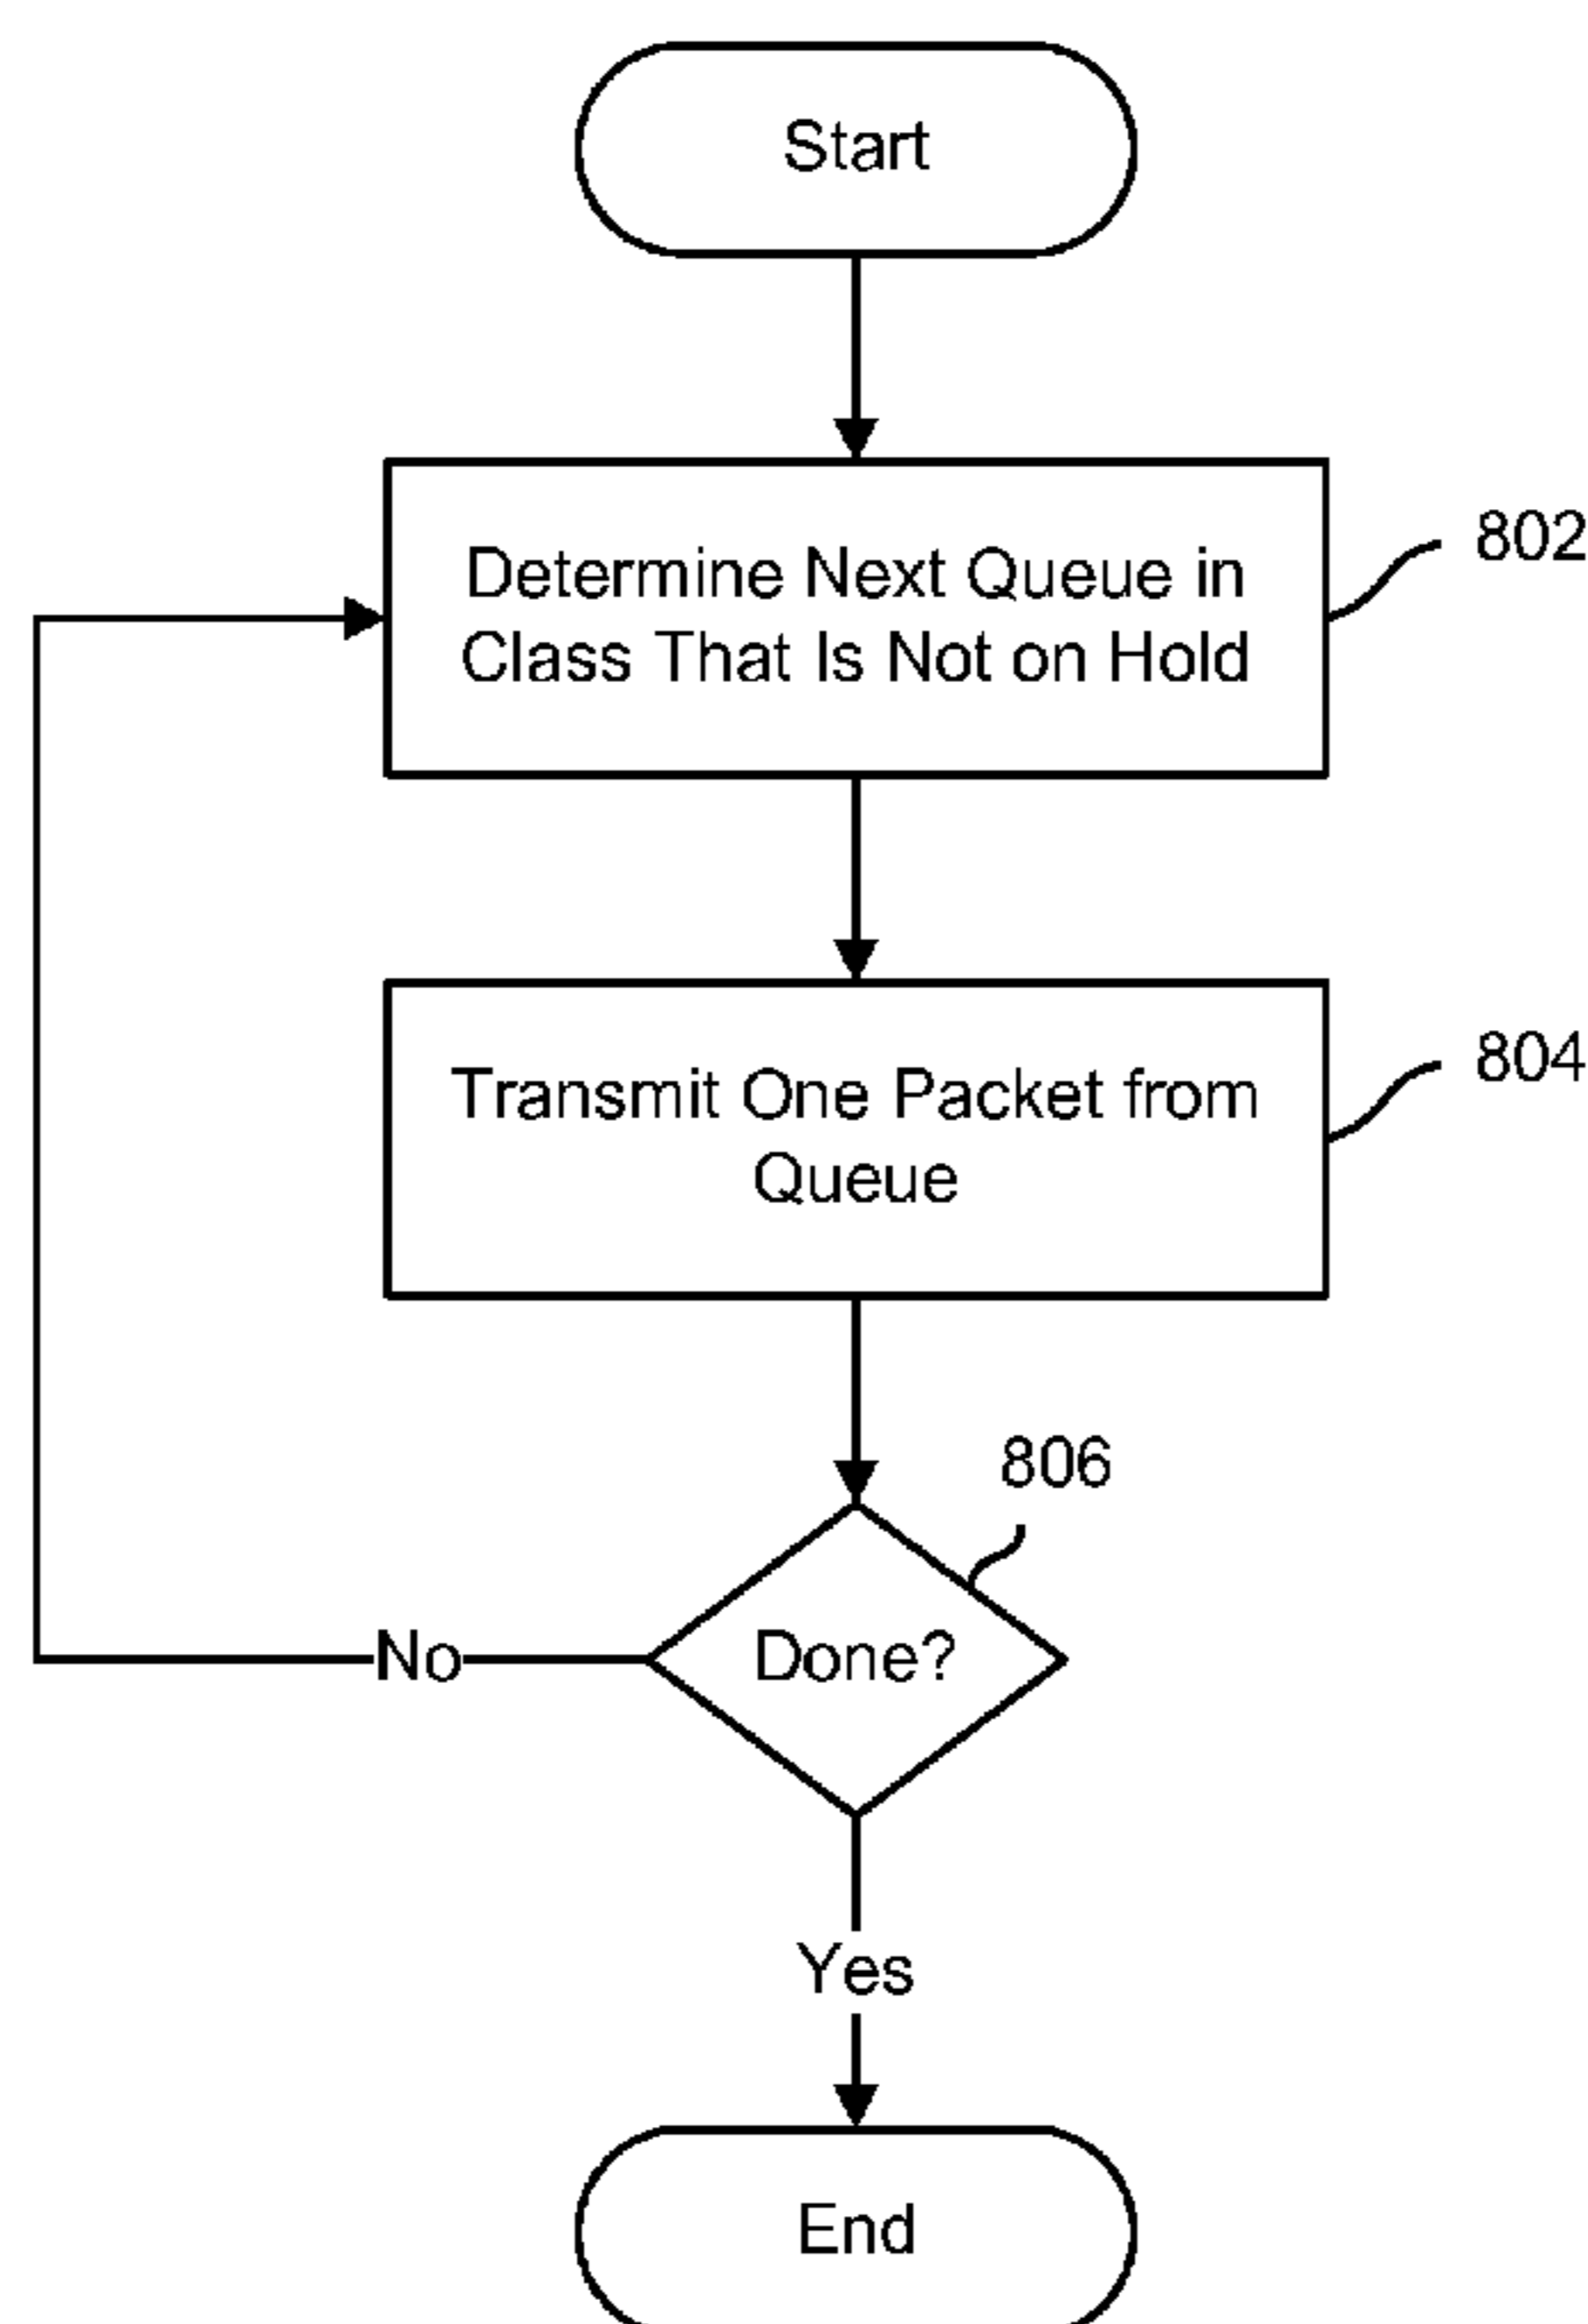 Start
Determine Next Queue in
Class That Is Not on Hold
802
Transmit One Packet from
Queue
804
806
Done?
No
Yes
End